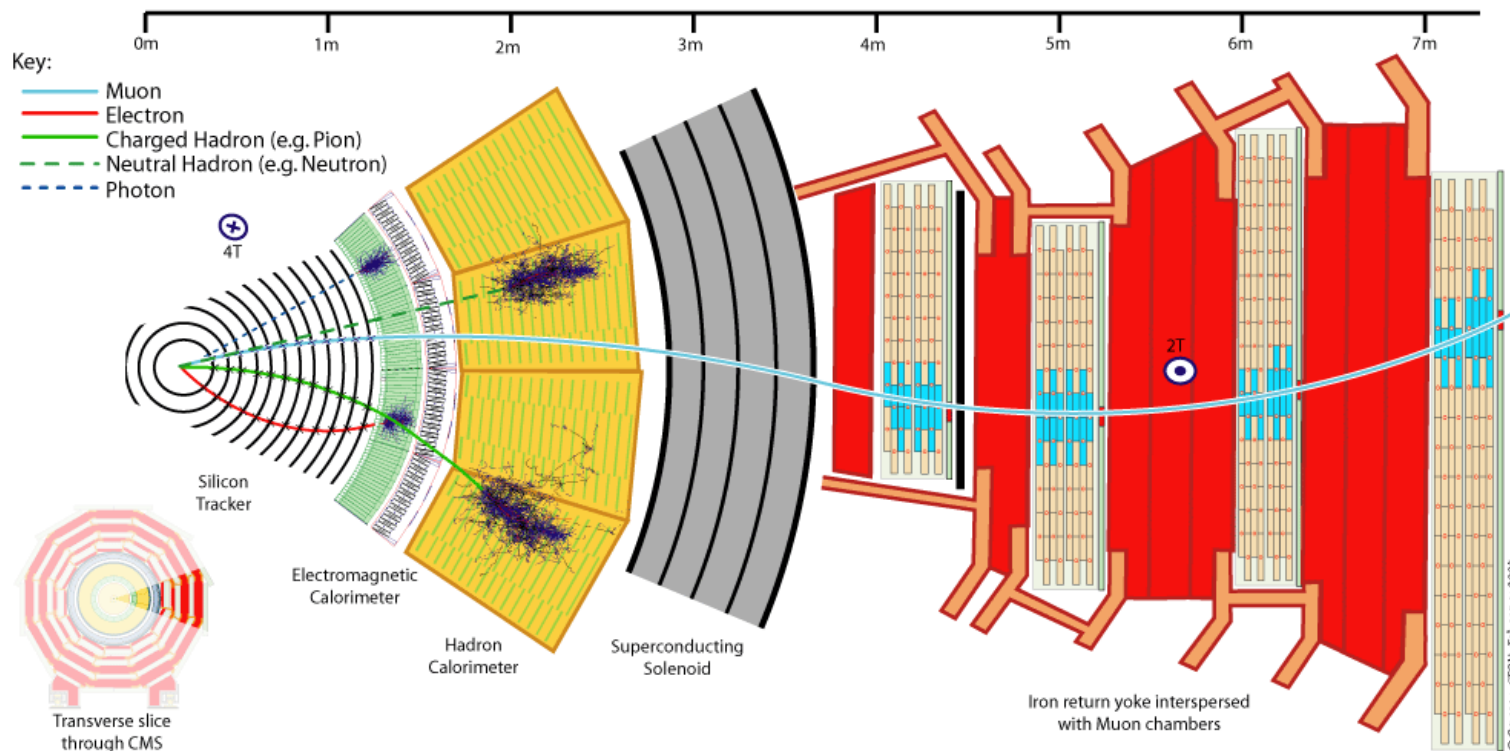 0m 1m 2m 3m 4m 5m 6m 7m
Key:
Muon
Electron
Charged Hadron (e.g. Pion)
Neutral Hadron (e.g. Neutron)
Photon
4T
2T
Silicon
Tracker
Electromagnetic
Calorimeter
Hadron
Calorimeter
Superconducting
Solenoid
Iron return yoke interspersed
with Muon chambers
Transverse slice
through CMS